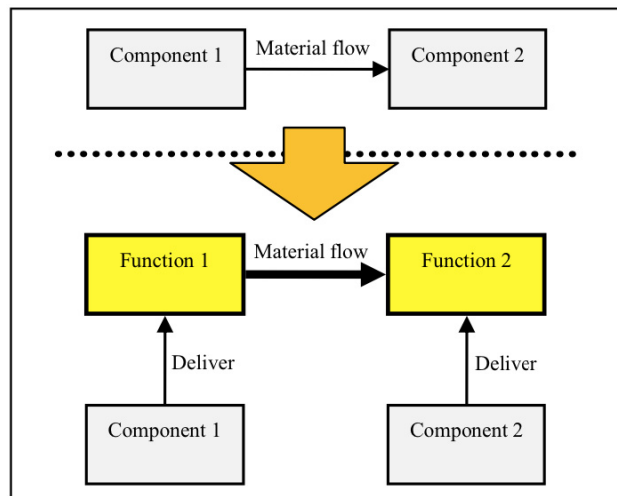 Component 1
Material flow
Component 2
Function 1
Material flow
Function 2
Deliver
Deliver
Component 1
Component 2